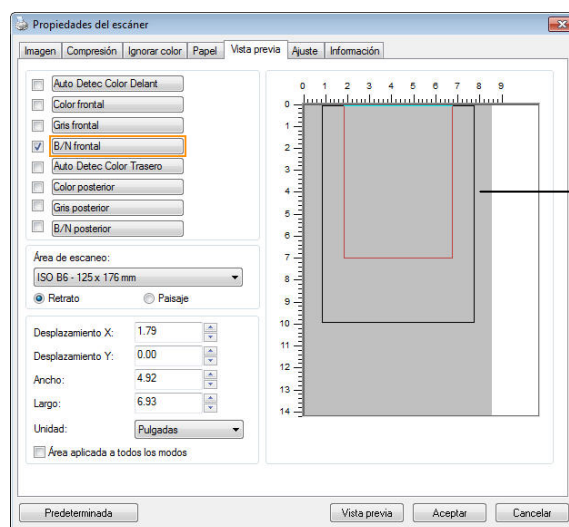 Propiedades del escáner
Imagen Compresión Ignorar color Papel Vista previa Ajuste Información
Auto Detec Color Delant
Color frontal
Gris frontal
B/N frontal
Auto Detec Color Trasero
Color posterior
Gris posterior
B/N posterior
Área de escaneo:
ISO B6 - 125 x 176 mm
Retrato Paisaje
Desplazamiento X: 1.79
Desplazamiento Y: 0.00
Ancho: 4.92
Largo: 6.93
Unidad: Pulgadas
Área aplicada a todos los modos
0 1 2 3 4 5 6 7 8 9
0
1
2
3
4
5
6
7
8
9
10
11
12
13
14
Predeterminada Vista previa Aceptar Cancelar